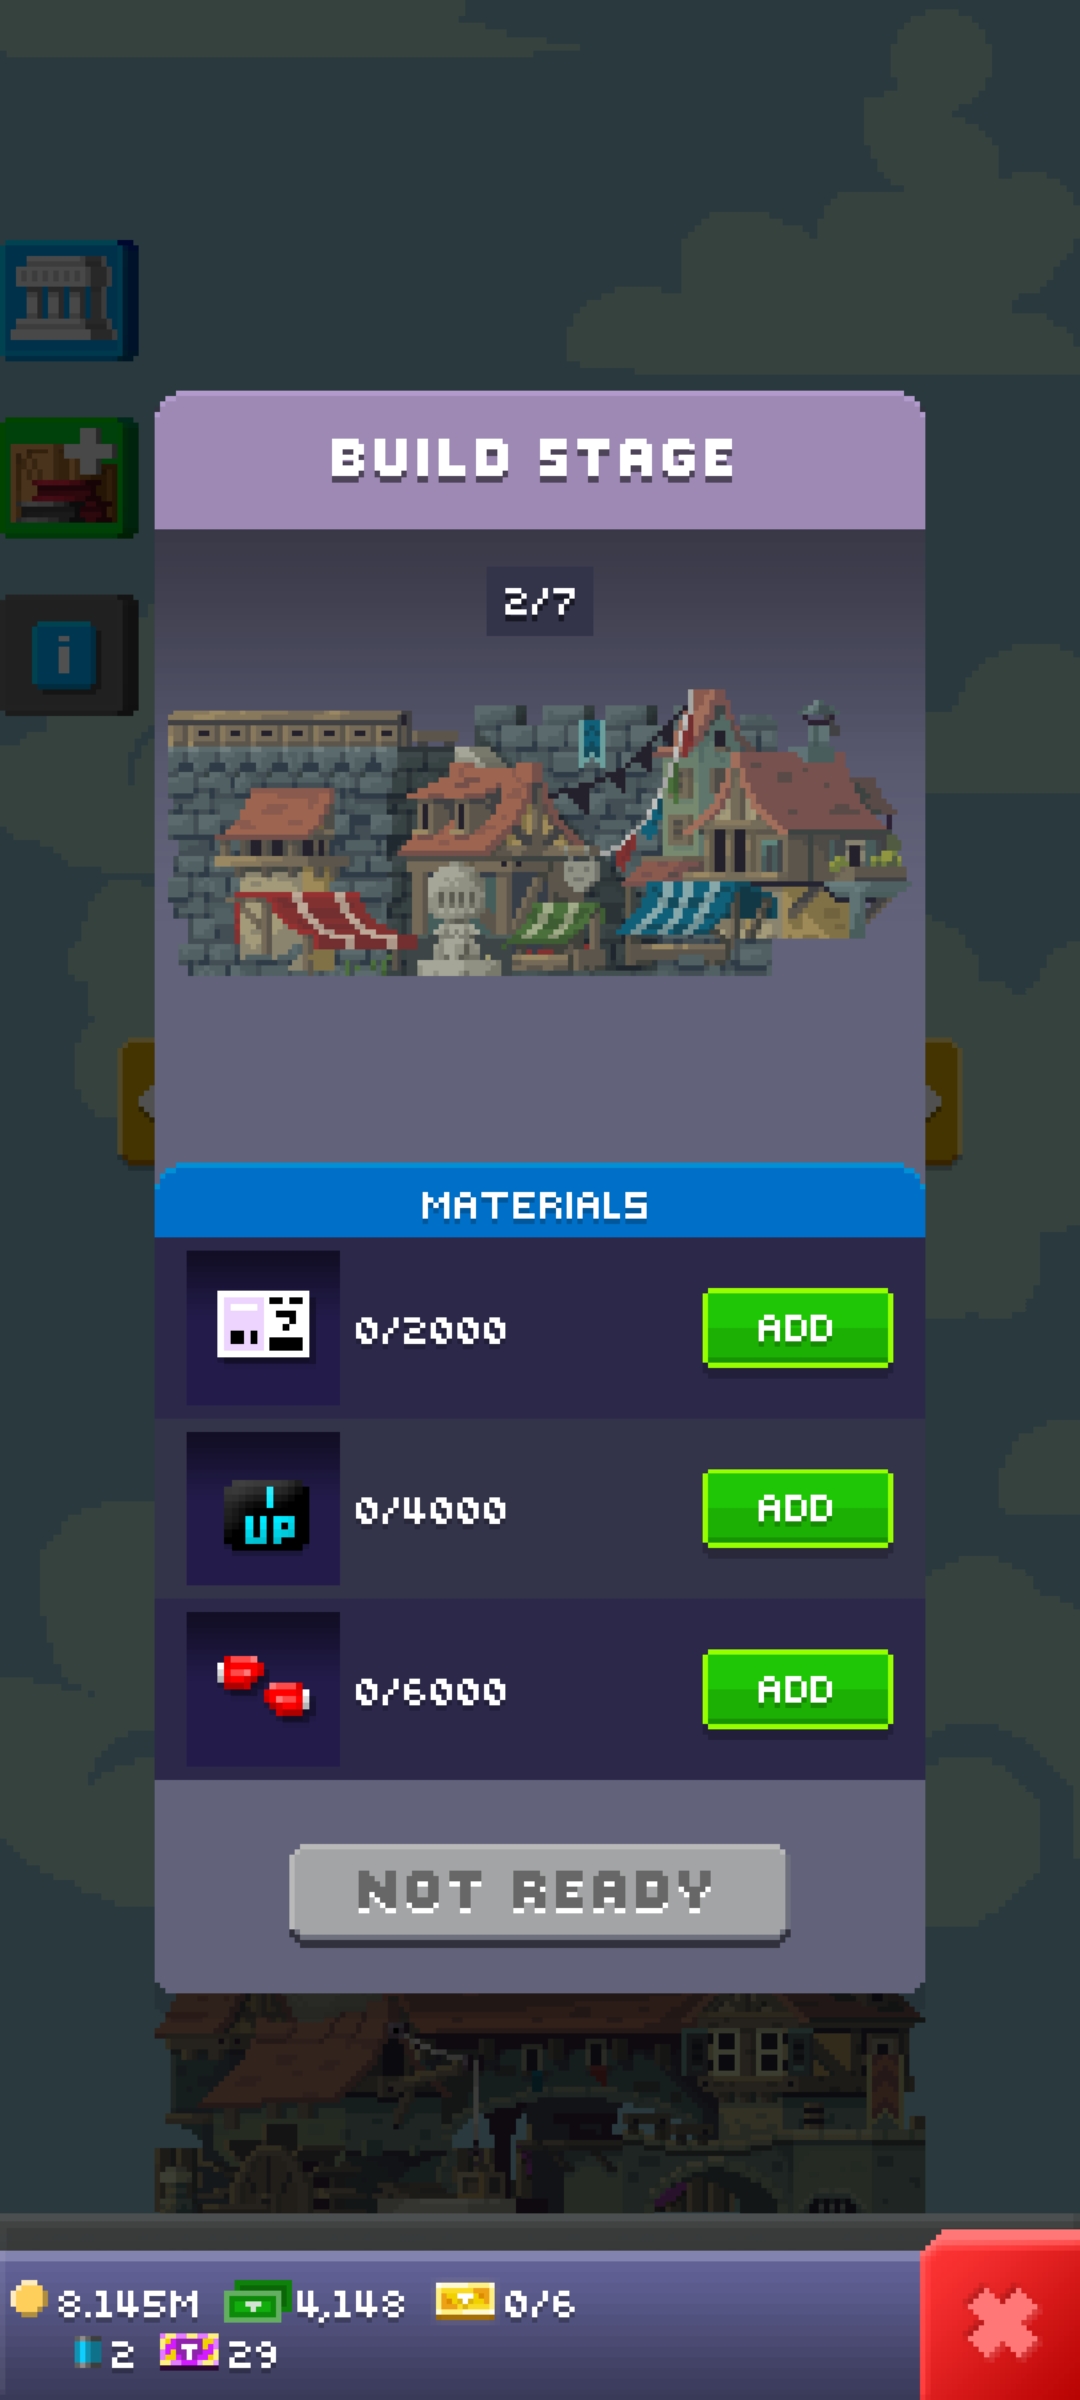 BUILD STAGE
2/7
MATERIALS
0/2000
ADD
1
UP
0/4000
ADD
0/6000
ADD
NOT READY
8.145M 4,148 0/6
2 29